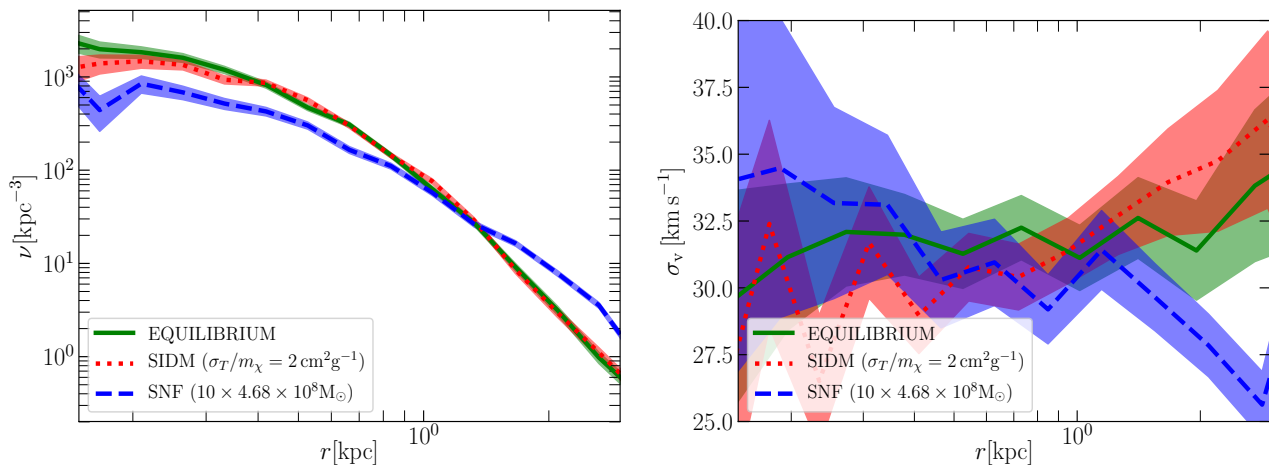 10³
10²
10¹
10⁰
ν[kpc⁻³]
EQUILIBRIUM
SIDM (σ_T/m_χ = 2 cm²g⁻¹)
SNF (10 × 4.68 × 10⁸M_⊙)
10⁰
r[kpc]
40.0
37.5
35.0
32.5
30.0
27.5
25.0
σ_v [km s⁻¹]
EQUILIBRIUM
SIDM (σ_T/m_χ = 2 cm²g⁻¹)
SNF (10 × 4.68 × 10⁸M_⊙)
10⁰
r[kpc]